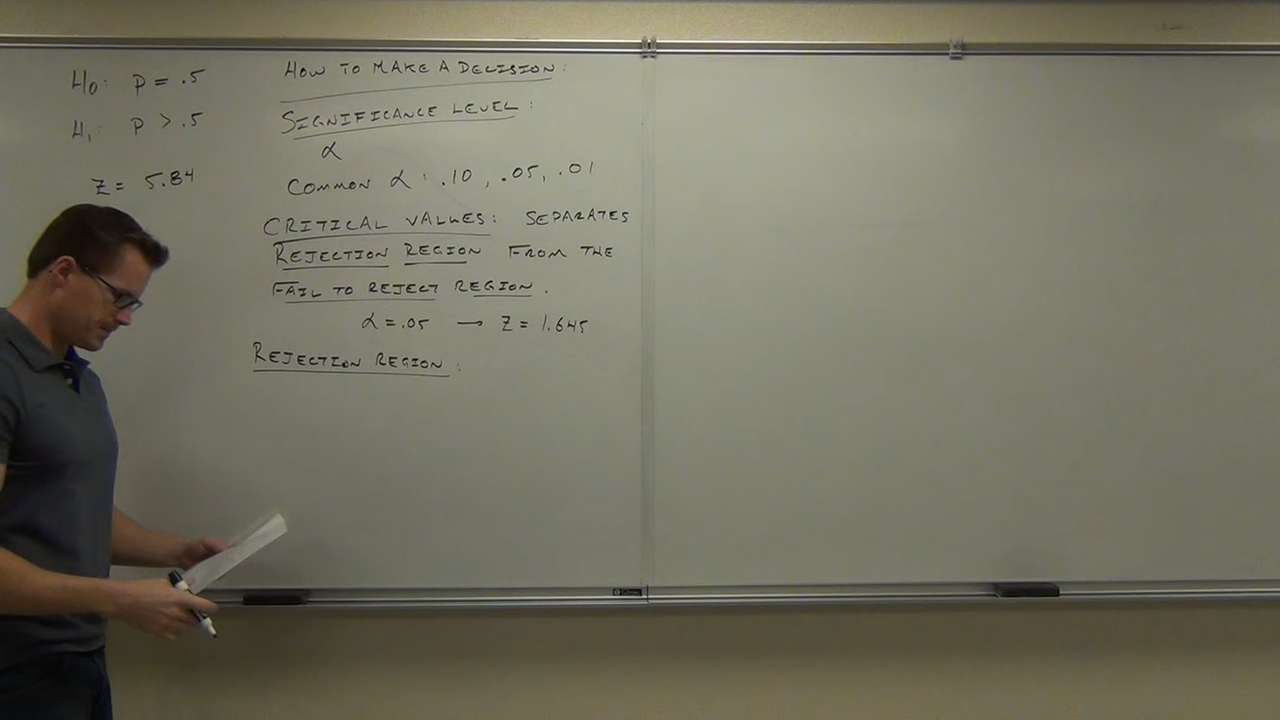 H₀: P = .5
H₁: P > .5
Z = 5.84
HOW TO MAKE A DECISION:
SIGNIFICANCE LEVEL:
α
COMMON α: .10, .05, .01
CRITICAL VALUES: SEPARATES
REJECTION REGION FROM THE
FAIL TO REJECT REGION.
α = .05 → Z = 1.645
REJECTION REGION: